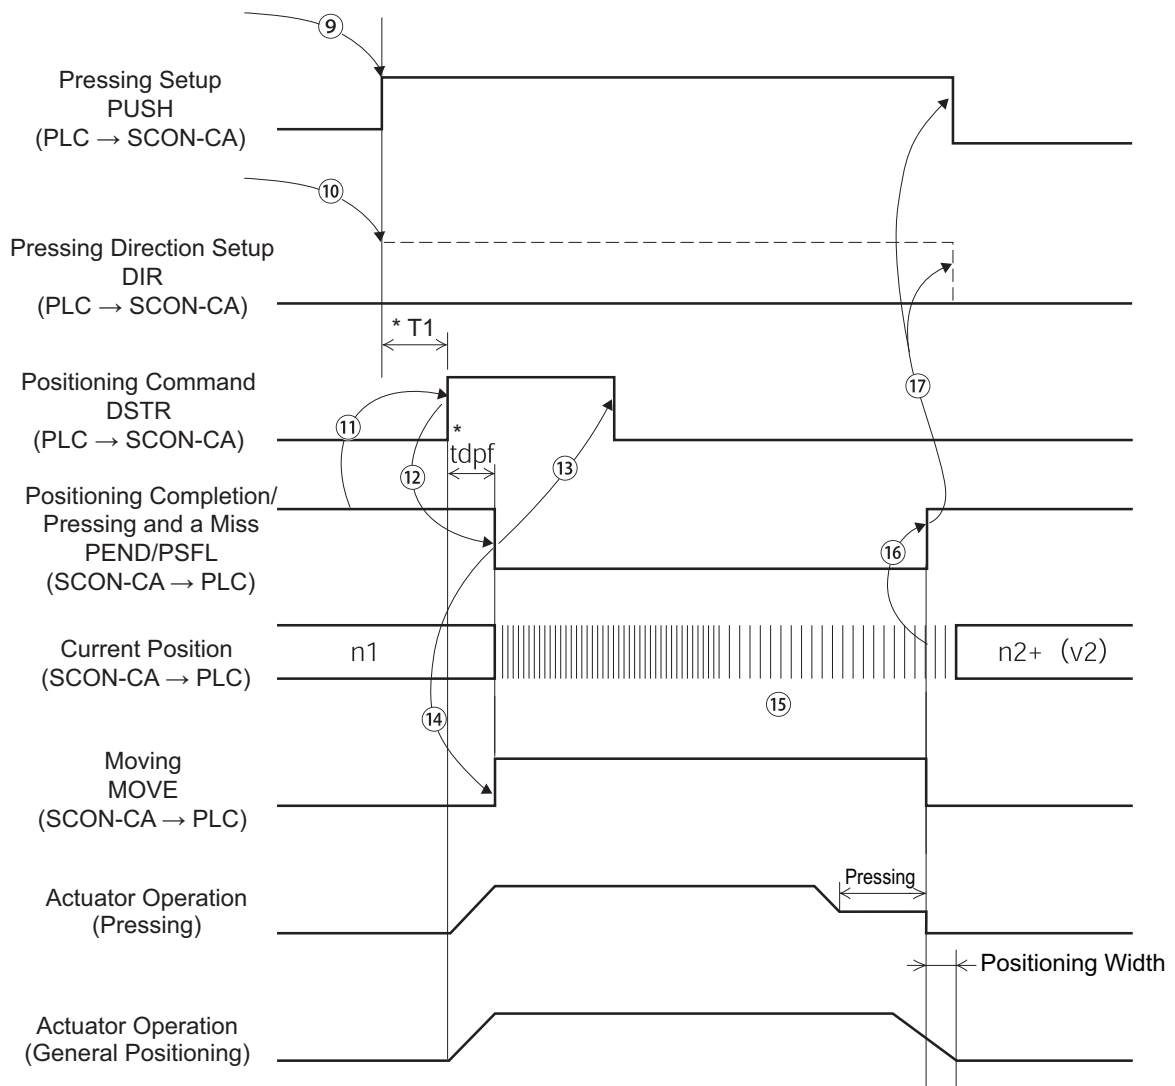 ⑨
Pressing Setup
PUSH
(PLC → SCON-CA)
⑩
Pressing Direction Setup
DIR
(PLC → SCON-CA)
* T1
Positioning Command
DSTR
(PLC → SCON-CA)
⑪
*
tdpf
⑫
⑬
⑰
Positioning Completion/
Pressing and a Miss
PEND/PSFL
(SCON-CA → PLC)
⑯
Current Position
(SCON-CA → PLC)
n1
n2+ (v2)
⑭
⑮
Moving
MOVE
(SCON-CA → PLC)
Actuator Operation
(Pressing)
Pressing
Positioning Width
Actuator Operation
(General Positioning)